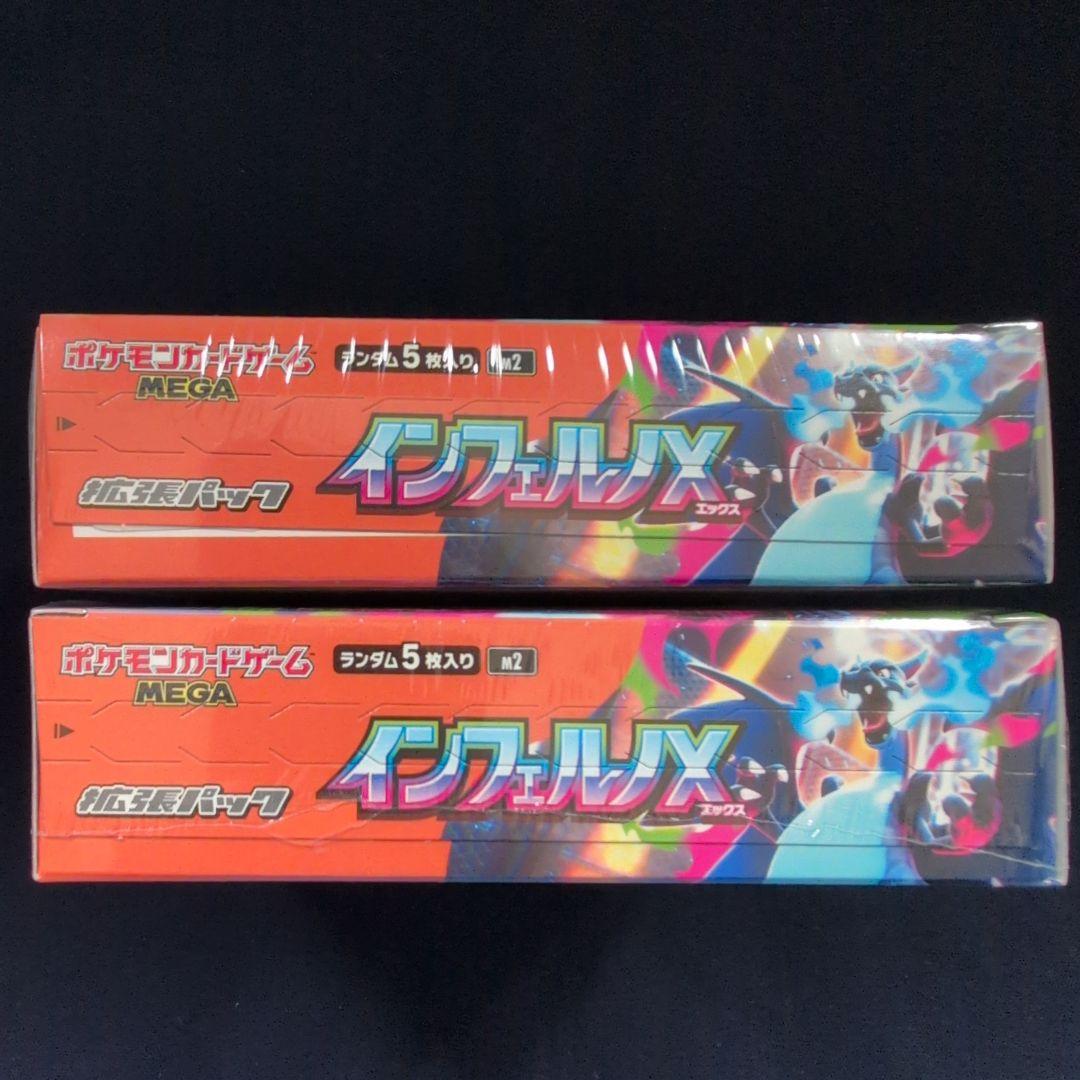 ポケモンカードゲーム
MEGA
ランダム5枚入り M2
インフェルノX
エックス
拡張パック
ポケモンカードゲーム
MEGA
ランダム5枚入り M2
インフェルノX
エックス
拡張パック